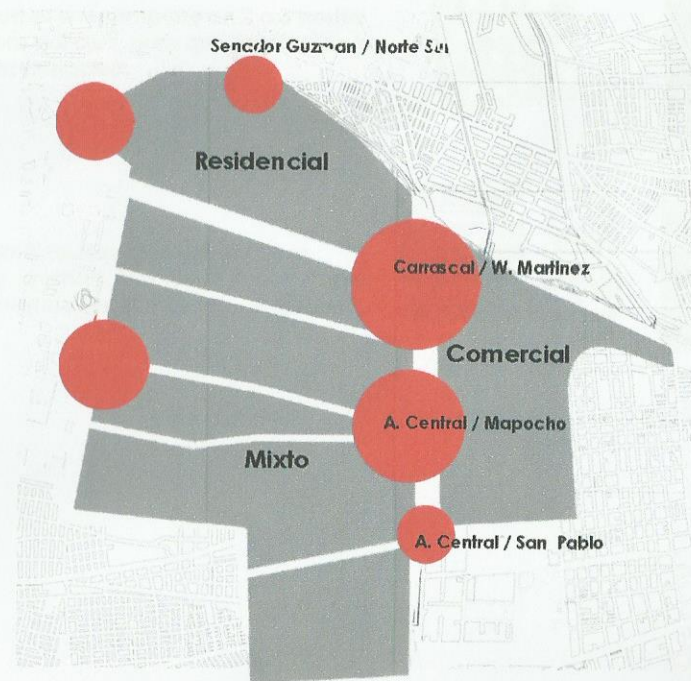 Senador Guzman / Norte Sur
Residencial
Carrascal / W. Martinez
Comercial
A. Central / Mapocho
Mixto
A. Central / San Pablo